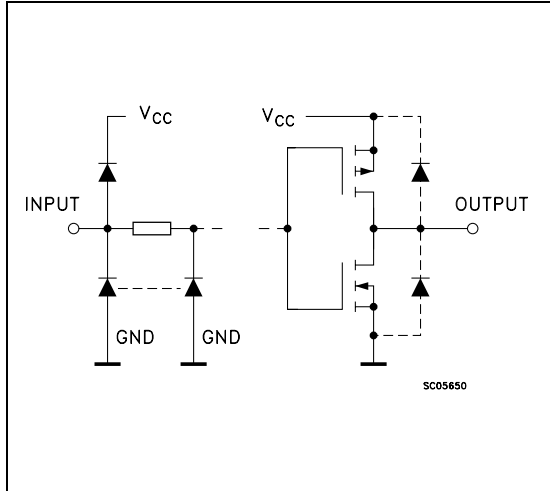 VCC
VCC
INPUT
OUTPUT
GND
GND
SC05650